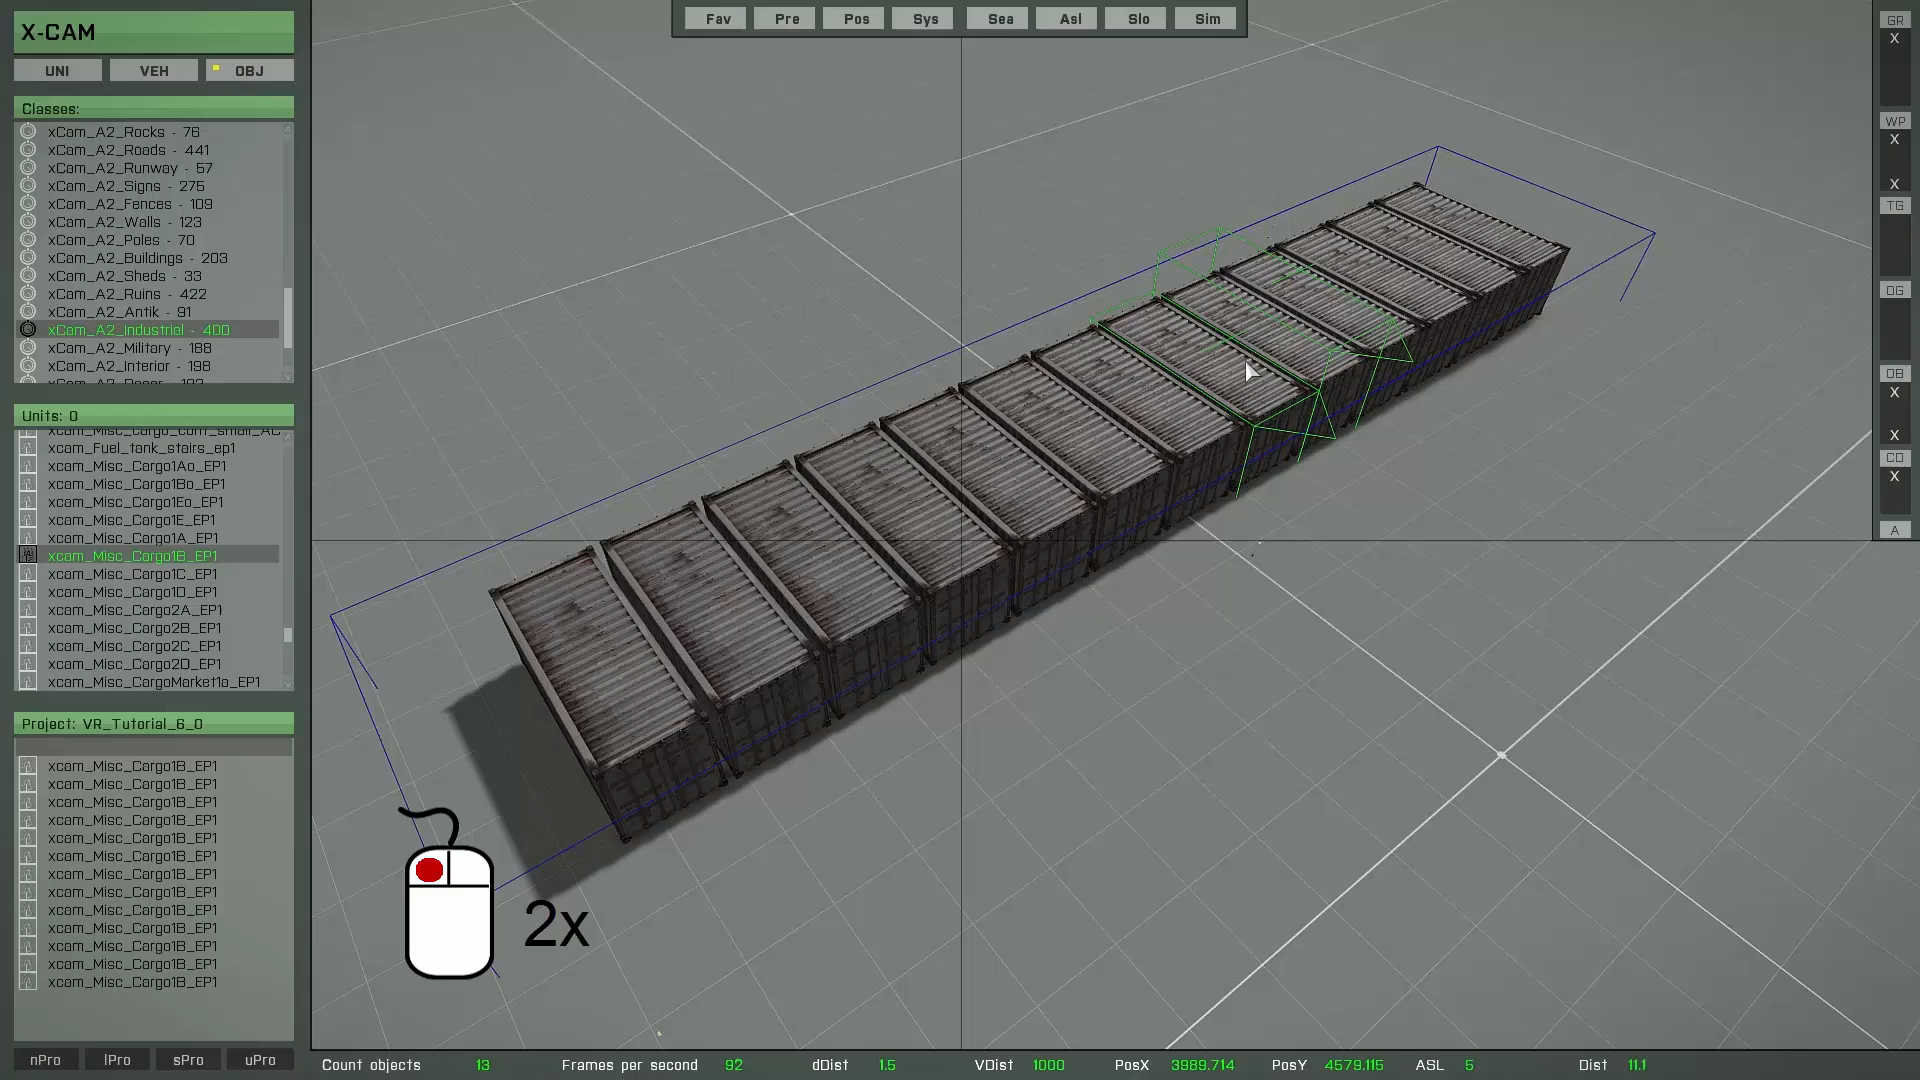 X-CAM
UNI VEH OBJ
Classes:
xCam_A2_Rocks - 76
xCam_A2_Roads - 441
xCam_A2_Runway - 57
xCam_A2_Signs - 275
xCam_A2_Fences - 109
xCam_A2_Walls - 123
xCam_A2_Poles - 70
xCam_A2_Buildings - 203
xCam_A2_Sheds - 33
xCam_A2_Ruins - 422
xCam_A2_Antik - 91
xCam_A2_Industrial - 400
xCam_A2_Military - 188
xCam_A2_Interior - 198
Units: 0
xcam_Misc_Cargo_cont_small_AC
xcam_Fuel_tank_stairs_ep1
xcam_Misc_Cargo1Ao_EP1
xcam_Misc_Cargo1Bo_EP1
xcam_Misc_Cargo1Eo_EP1
xcam_Misc_Cargo1E_EP1
xcam_Misc_Cargo1A_EP1
xcam_Misc_Cargo1B_EP1
xcam_Misc_Cargo1C_EP1
xcam_Misc_Cargo1D_EP1
xcam_Misc_Cargo2A_EP1
xcam_Misc_Cargo2B_EP1
xcam_Misc_Cargo2C_EP1
xcam_Misc_Cargo2D_EP1
xcam_Misc_CargoMarket1a_EP1
Project: VR_Tutorial_6_0
xcam_Misc_Cargo1B_EP1
xcam_Misc_Cargo1B_EP1
xcam_Misc_Cargo1B_EP1
xcam_Misc_Cargo1B_EP1
xcam_Misc_Cargo1B_EP1
xcam_Misc_Cargo1B_EP1
xcam_Misc_Cargo1B_EP1
xcam_Misc_Cargo1B_EP1
xcam_Misc_Cargo1B_EP1
xcam_Misc_Cargo1B_EP1
xcam_Misc_Cargo1B_EP1
xcam_Misc_Cargo1B_EP1
xcam_Misc_Cargo1B_EP1
nPro lPro sPro uPro
Fav Pre Pos Sys Sea Asl Slo Sim
2x
GR
X
WP
X
X
TG
OG
OB
X
X
CO
X
A
Count objects 13 Frames per second 92 dDist 1.5 VDist 1000 PosX 3989.714 PosY 4579.115 ASL 5 Dist 11.1